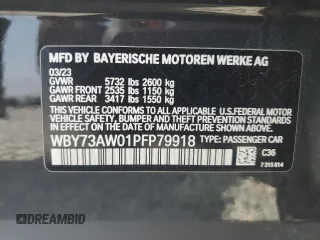 MFD BY BAYERISCHE MOTOREN WERKE AG
03/23
GVWR 5732 lbs 2600 kg
GAWR FRONT 2535 lbs 1150 kg
GAWR REAR 3417 lbs 1550 kg
THIS VEHICLE CONFORMS TO ALL APPLICABLE U.S. FEDERAL MOTOR
VEHICLE SAFETY, BUMPER, AND THEFT PREVENTION STANDARDS IN
EFFECT ON THE DATE OF MANUFACTURE SHOWN ABOVE.
WBY73AW01PFP79918 TYPE: PASSENGER CAR
C36
7315814
DREAMBID